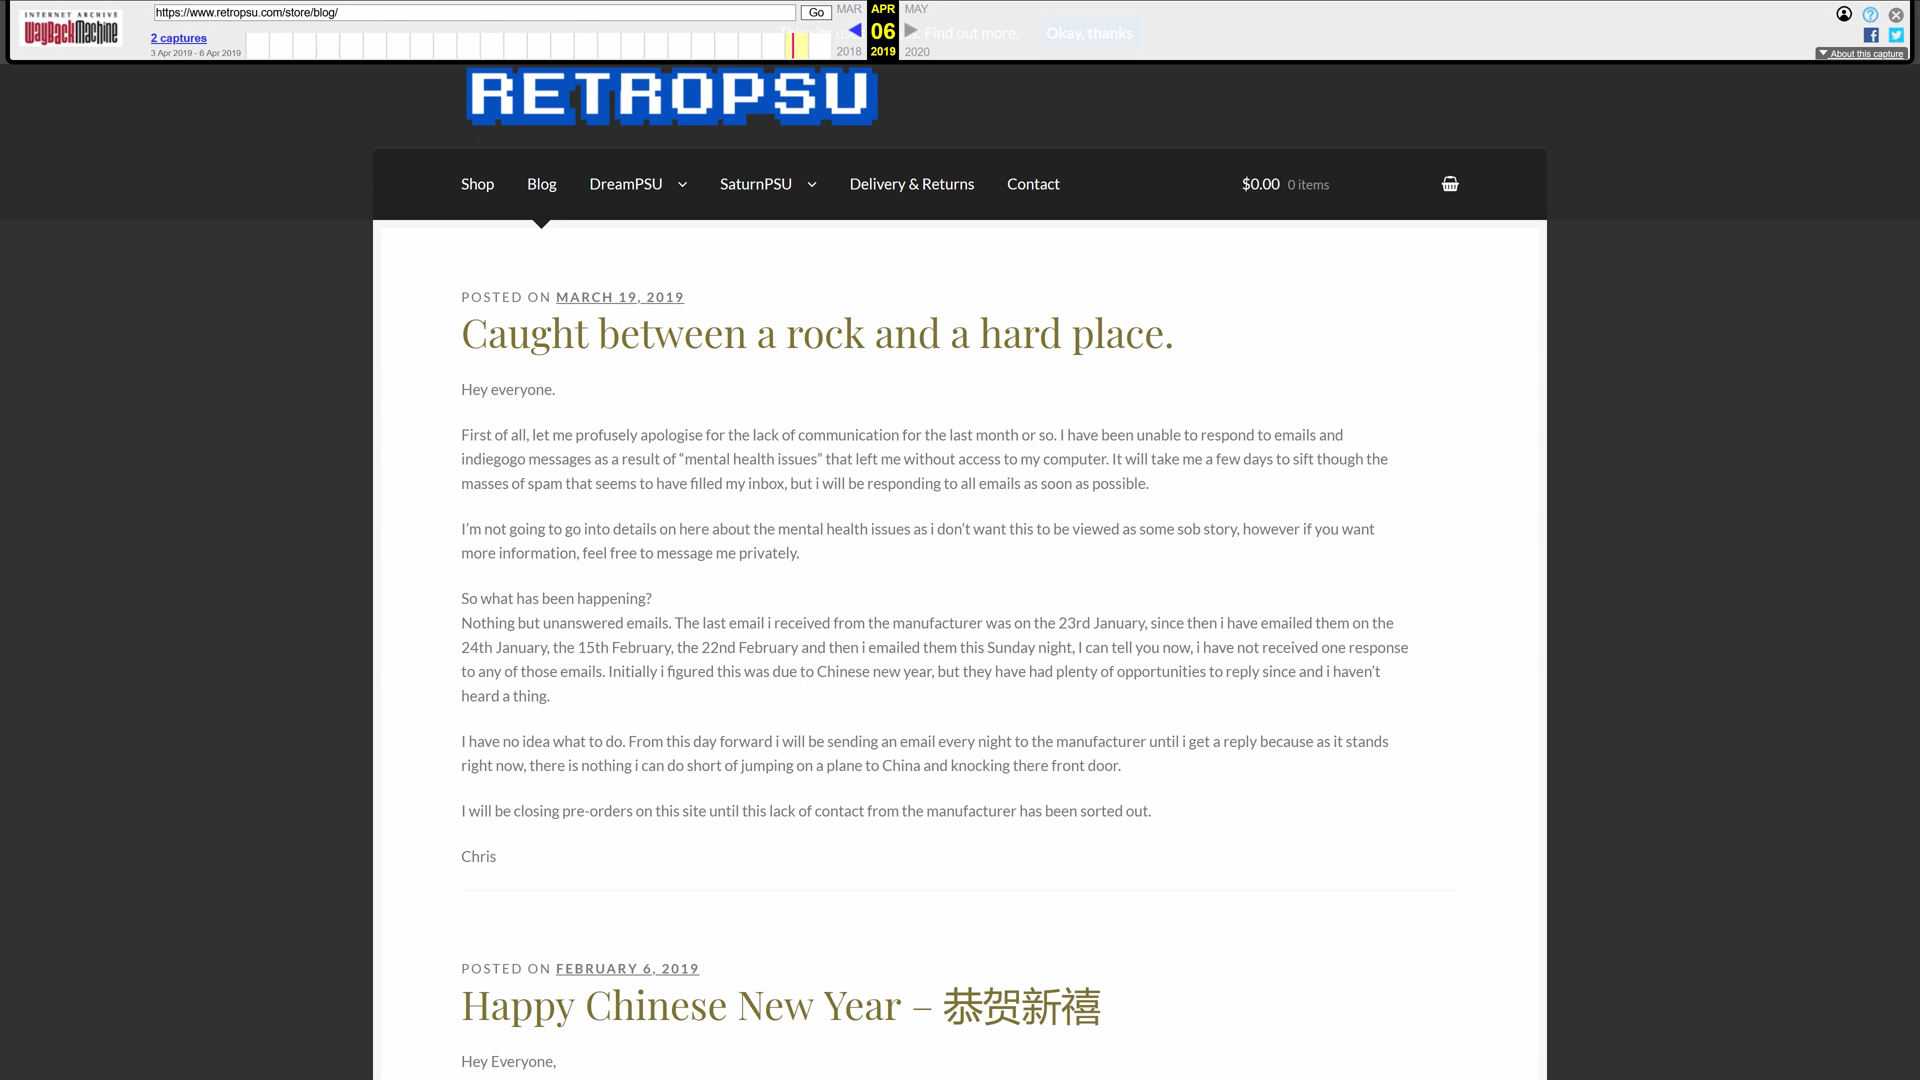 INTERNET ARCHIVE
WayBackMachine
https://www.retropsu.com/store/blog/
Go
MAR
APR
MAY
2 captures
06
Find out more.
Okay, thanks
3 Apr 2019 - 6 Apr 2019
2018
2019
2020
About this capture
RETROPSU
Shop
Blog
DreamPSU
SaturnPSU
Delivery & Returns
Contact
$0.00 0 items
POSTED ON MARCH 19, 2019
Caught between a rock and a hard place.
Hey everyone.
First of all, let me profusely apologise for the lack of communication for the last month or so. I have been unable to respond to emails and
indiegogo messages as a result of “mental health issues” that left me without access to my computer. It will take me a few days to sift though the
masses of spam that seems to have filled my inbox, but i will be responding to all emails as soon as possible.
I’m not going to go into details on here about the mental health issues as i don’t want this to be viewed as some sob story, however if you want
more information, feel free to message me privately.
So what has been happening?
Nothing but unanswered emails. The last email i received from the manufacturer was on the 23rd January, since then i have emailed them on the
24th January, the 15th February, the 22nd February and then i emailed them this Sunday night, I can tell you now, i have not received one response
to any of those emails. Initially i figured this was due to Chinese new year, but they have had plenty of opportunities to reply since and i haven’t
heard a thing.
I have no idea what to do. From this day forward i will be sending an email every night to the manufacturer until i get a reply because as it stands
right now, there is nothing i can do short of jumping on a plane to China and knocking there front door.
I will be closing pre-orders on this site until this lack of contact from the manufacturer has been sorted out.
Chris
POSTED ON FEBRUARY 6, 2019
Happy Chinese New Year – 恭贺新禧
Hey Everyone,